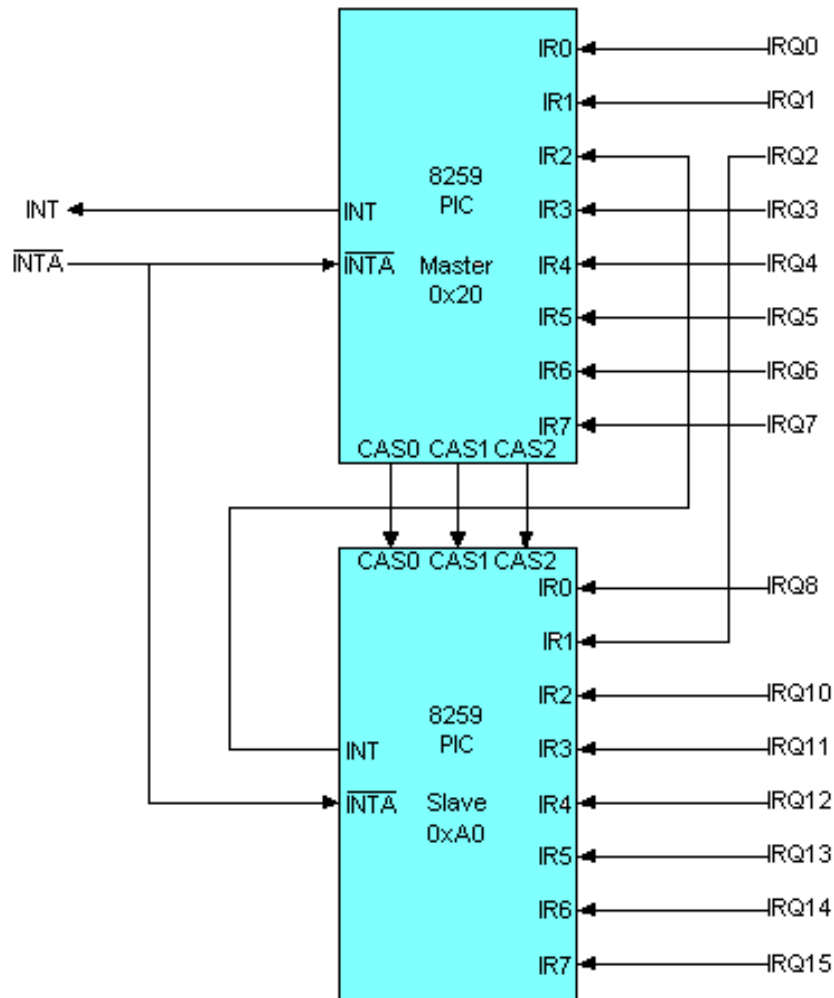 IR0 IRQ0
IR1 IRQ1
IR2 IRQ2
8259
PIC
INT INT IR3 IRQ3
INTA INTA Master IR4 IRQ4
0x20
IR5 IRQ5
IR6 IRQ6
IR7 IRQ7
CAS0 CAS1 CAS2
CAS0 CAS1 CAS2
IR0 IRQ8
IR1
IR2 IRQ10
8259
PIC
INT IR3 IRQ11
INTA Slave IR4 IRQ12
0xA0
IR5 IRQ13
IR6 IRQ14
IR7 IRQ15